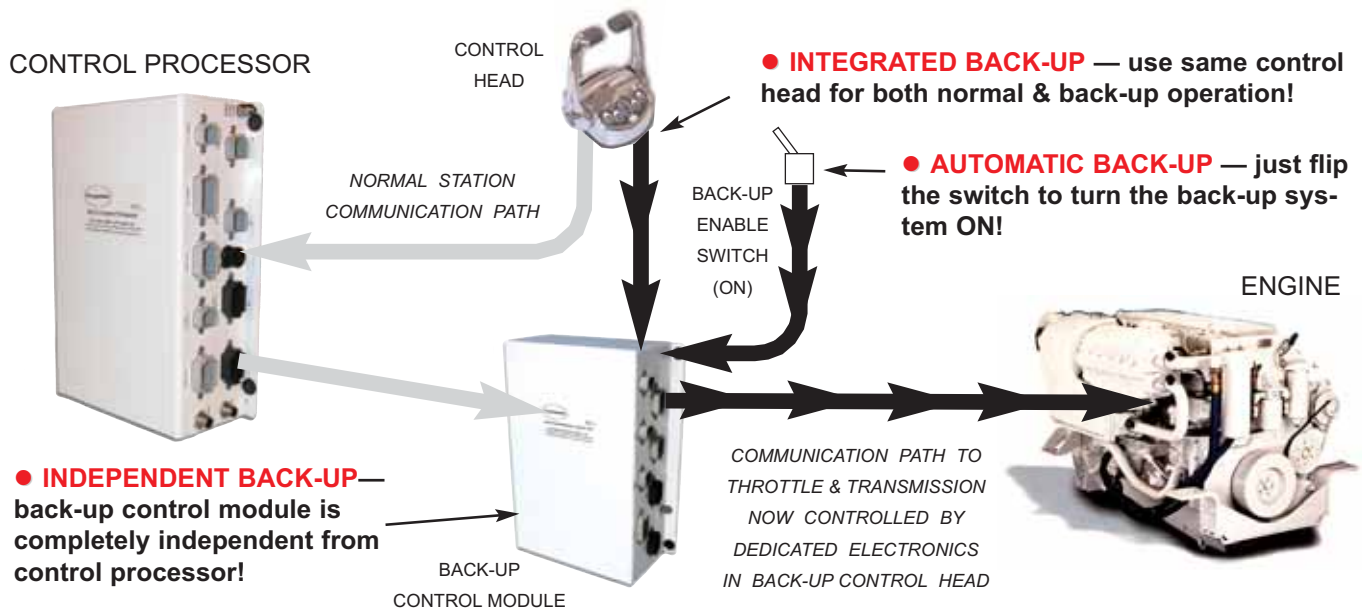 CONTROL PROCESSOR
CONTROL
HEAD
● INTEGRATED BACK-UP — use same control
head for both normal & back-up operation!
NORMAL STATION
COMMUNICATION PATH
BACK-UP
ENABLE
SWITCH
(ON)
● AUTOMATIC BACK-UP — just flip
the switch to turn the back-up sys-
tem ON!
ENGINE
● INDEPENDENT BACK-UP—
back-up control module is
completely independent from
control processor!
BACK-UP
CONTROL MODULE
COMMUNICATION PATH TO
THROTTLE & TRANSMISSION
NOW CONTROLLED BY
DEDICATED ELECTRONICS
IN BACK-UP CONTROL HEAD